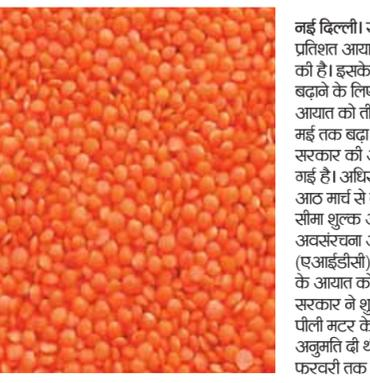 नई दिल्ली।
प्रतिशत आया
की है। इसके
बढ़ाने के लिए
आयात को ती
मई तक बढ़ा
सरकार की अ
गई है। अधिस
आठ मार्च से
सीमा शुल्क अ
अवसंरचना अ
(एआईडीसी)
के आयात को
सरकार ने शु
पीली मटर के
अनुमति दी थ
फरवरी तक